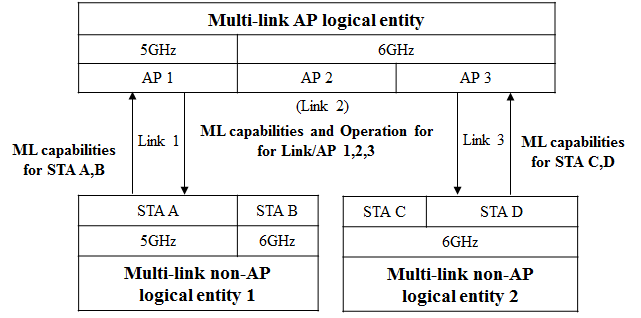 Multi-link AP logical entity
5GHz
6GHz
AP 1
AP 2
AP 3
(Link 2)
ML capabilities and Operation for
for Link/AP 1,2,3
ML capabilities
for STA A,B
Link 1
Link 3
ML capabilities
for STA C,D
STA A
STA B
5GHz
6GHz
Multi-link non-AP
logical entity 1
STA C
STA D
6GHz
Multi-link non-AP
logical entity 2